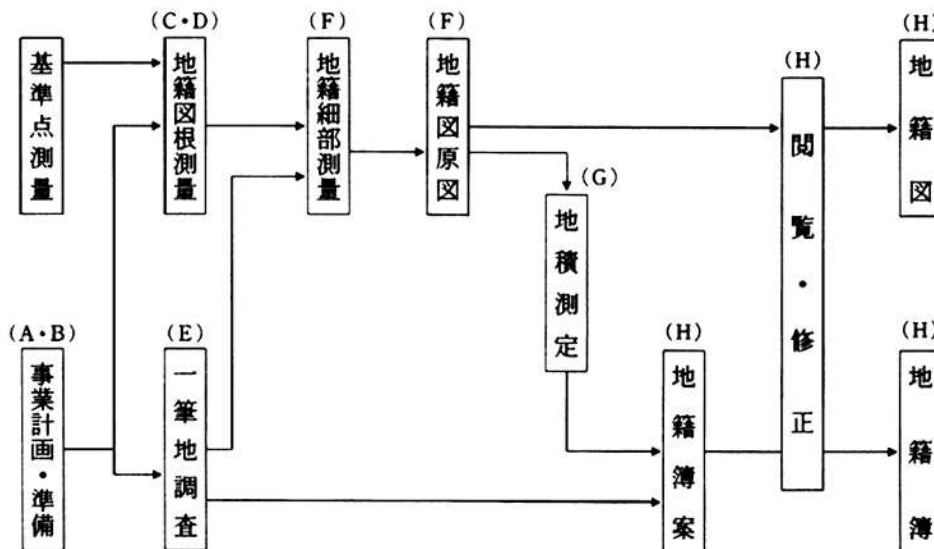 (C・D)
(F)
(F)
(H)
(H)
基準点測量
地籍図根測量
地籍細部測量
地籍図原図
閲覧・修正
地籍図
(G)
地積測定
(A・B)
(E)
(H)
(H)
事業計画・準備
一筆地調査
地籍簿案
地籍簿